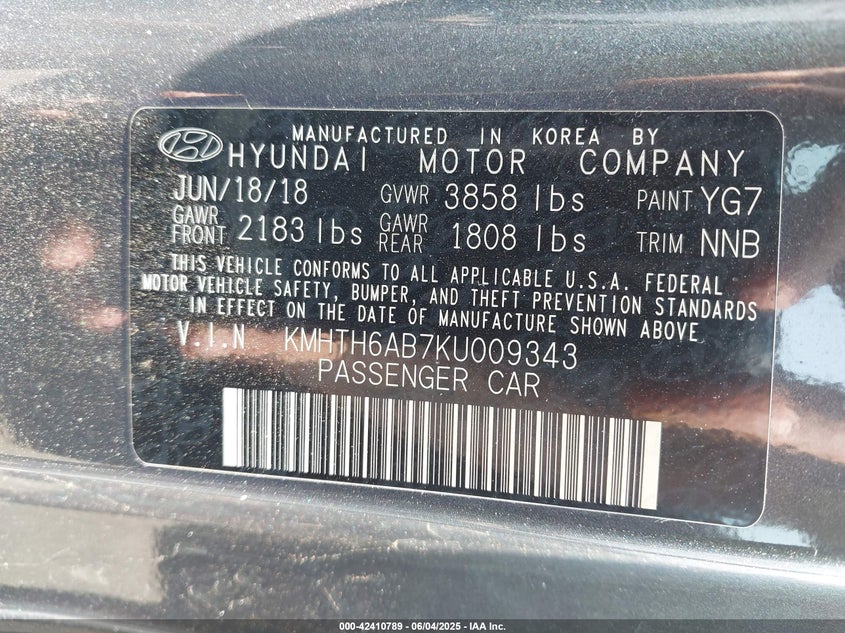 MANUFACTURED IN KOREA BY
HYUNDAI MOTOR COMPANY
JUN/18/18 GVWR 3858 lbs PAINT YG7
GAWR FRONT 2183 lbs GAWR REAR 1808 lbs TRIM NNB
THIS VEHICLE CONFORMS TO ALL APPLICABLE U.S.A. FEDERAL
MOTOR VEHICLE SAFETY, BUMPER, AND THEFT PREVENTION STANDARDS
IN EFFECT ON THE DATE OF MANUFACTURE SHOWN ABOVE
V.I.N KMHTH6AB7KU009343
PASSENGER CAR
000-42410789 - 06/04/2025 - IAA Inc.